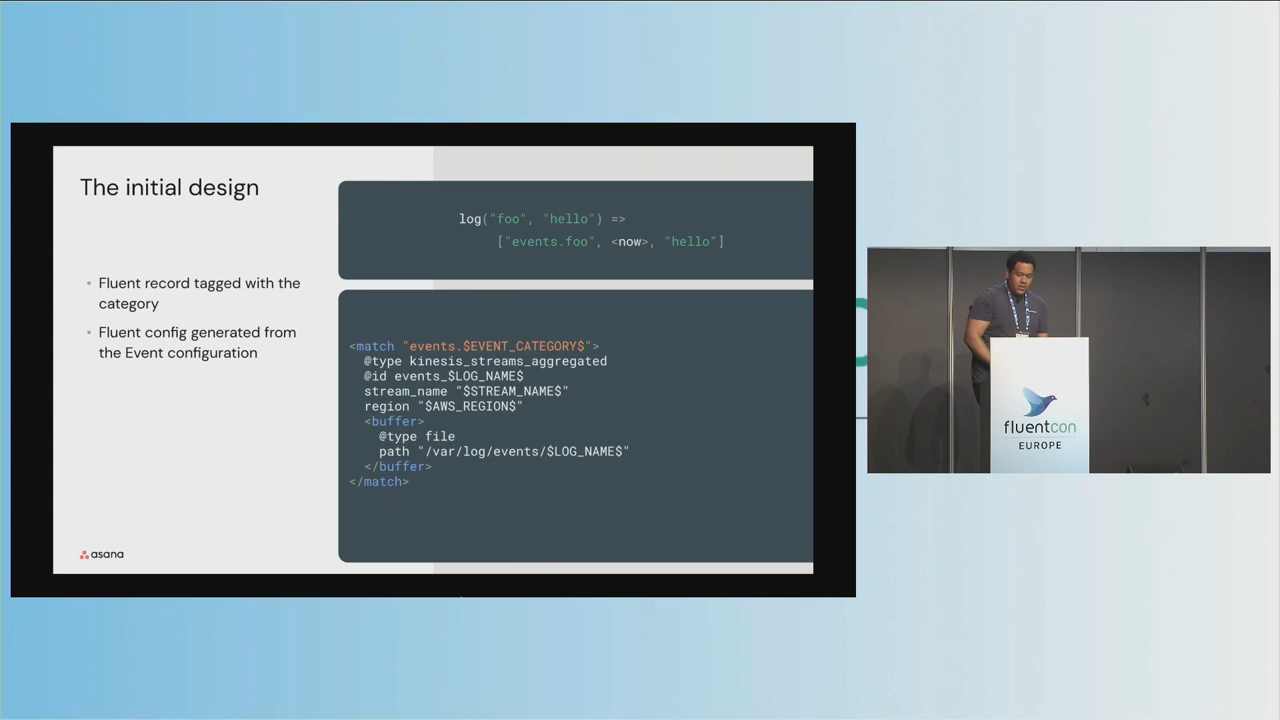 The initial design
• Fluent record tagged with the
category
• Fluent config generated from
the Event configuration
log("foo", "hello") =>
["events.foo", <now>, "hello"]
<match "events.$EVENT_CATEGORY$">
@type kinesis_streams_aggregated
@id events_$LOG_NAME$
stream_name "$STREAM_NAME$"
region "$AWS_REGION$"
<buffer>
@type file
path "/var/log/events/$LOG_NAME$"
</buffer>
</match>
asana
fluentcon
EUROPE